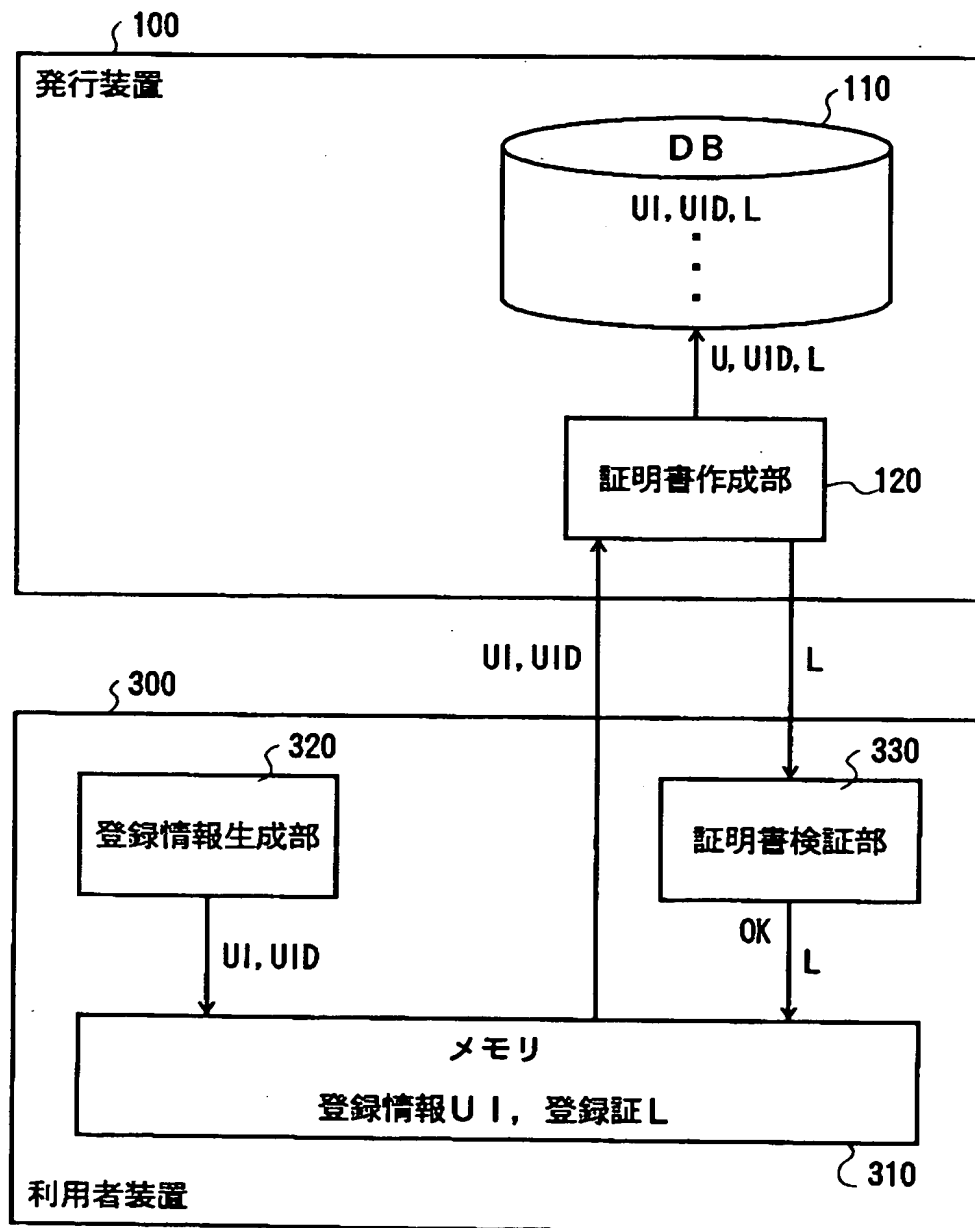 100
発行装置
110
DB
UI, UID, L
U, UID, L
証明書作成部
120
UI, UID
L
300
320
330
登録情報生成部
証明書検証部
OK
UI, UID
L
メモリ
登録情報UI, 登録証L
310
利用者装置